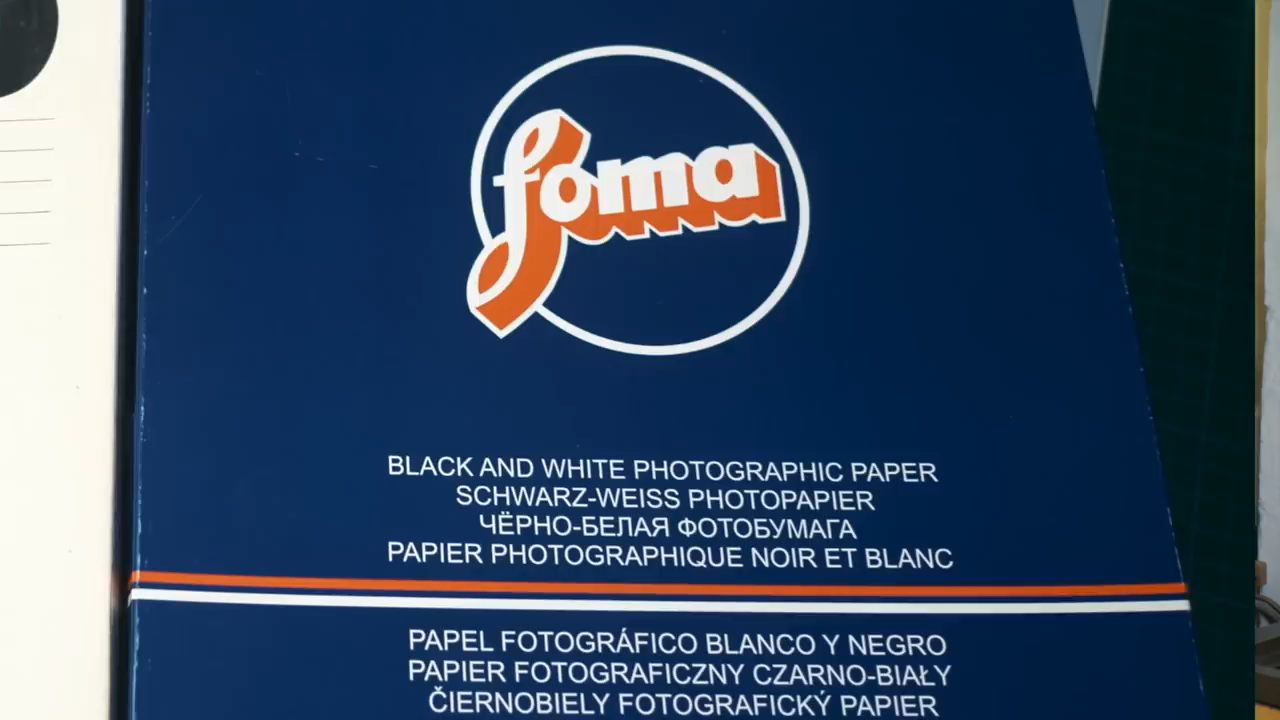 foma
BLACK AND WHITE PHOTOGRAPHIC PAPER
SCHWARZ-WEISS PHOTOPAPIER
ЧЁРНО-БЕЛАЯ ФОТОБУМАГА
PAPIER PHOTOGRAPHIQUE NOIR ET BLANC
PAPEL FOTOGRÁFICO BLANCO Y NEGRO
PAPIER FOTOGRAFICZNY CZARNO-BIAŁY
ČIERNOBIELY FOTOGRAFICKÝ PAPIER